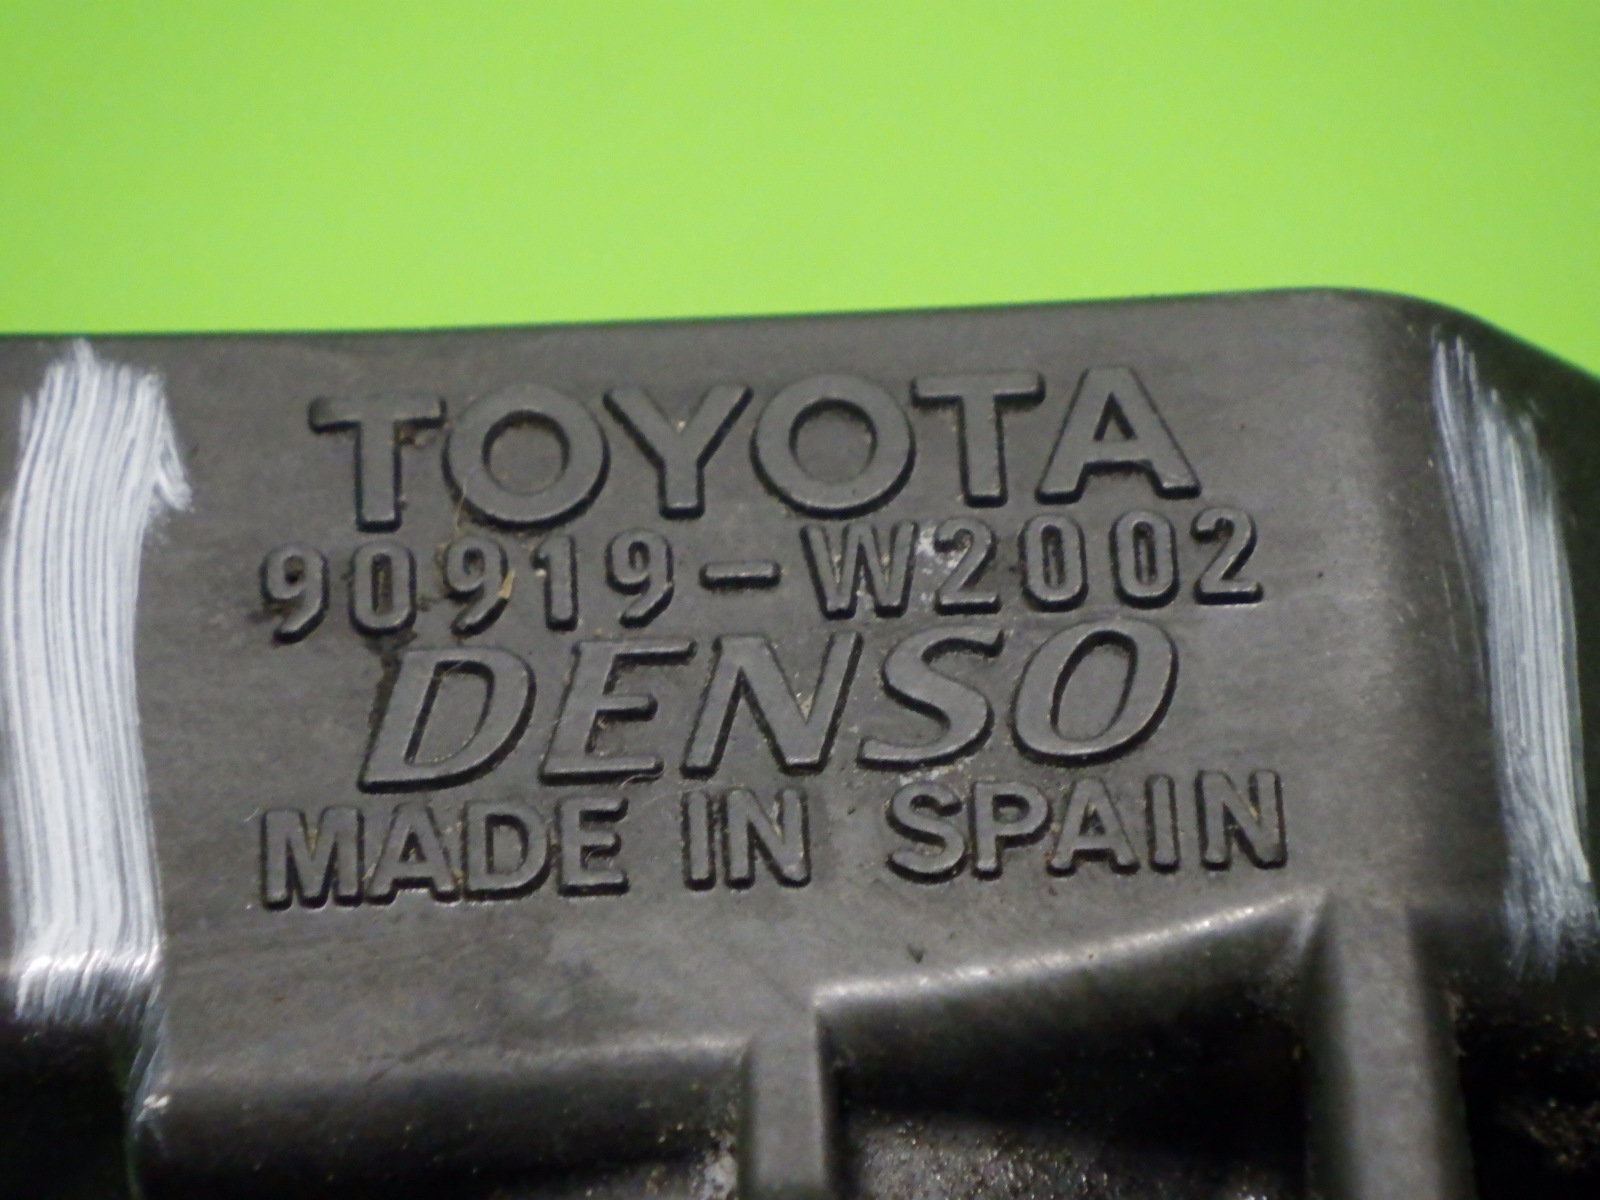 TOYOTA
90919-W2002
DENSO
MADE IN SPAIN